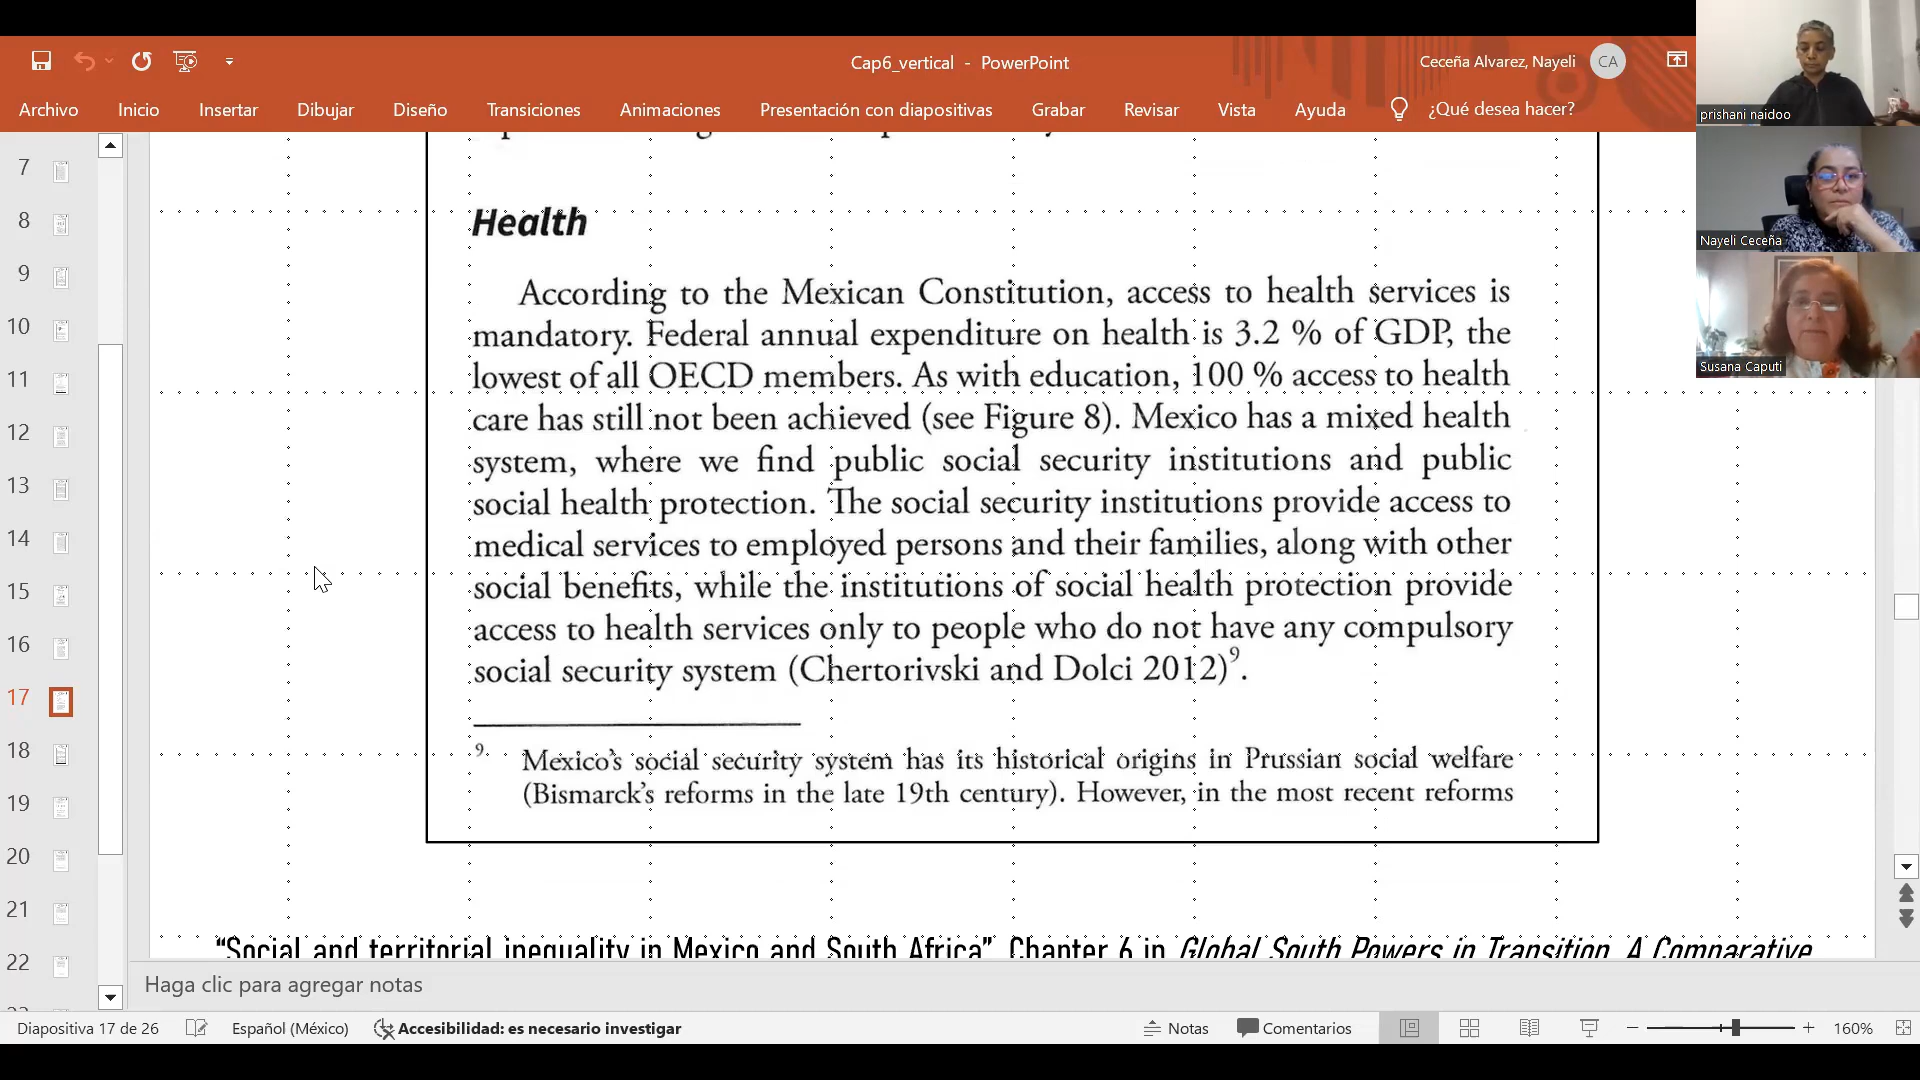 Cap6_vertical - PowerPoint
Ceceña Alvarez, Nayeli
CA
Archivo Inicio Insertar Dibujar Diseño Transiciones Animaciones Presentación con diapositivas Grabar Revisar Vista Ayuda ¿Qué desea hacer?
prishani naidoo
Nayeli Ceceña
Susana Caputi
7
8
9
10
11
12
13
14
15
16
17
18
19
20
21
22
Health
According to the Mexican Constitution, access to health services is
mandatory. Federal annual expenditure on health is 3.2 % of GDP, the
lowest of all OECD members. As with education, 100 % access to health
care has still not been achieved (see Figure 8). Mexico has a mixed health
system, where we find public social security institutions and public
social health protection. The social security institutions provide access to
medical services to employed persons and their families, along with other
social benefits, while the institutions of social health protection provide
access to health services only to people who do not have any compulsory
social security system (Chertorivski and Dolci 2012)9.
9 Mexico's social security system has its historical origins in Prussian social welfare
(Bismarck's reforms in the late 19th century). However, in the most recent reforms
“Social and territorial inequality in Mexico and South Africa” Chapter 6 in Global South Powers in Transition. A Comparative
Haga clic para agregar notas
Diapositiva 17 de 26 Español (México) Accesibilidad: es necesario investigar Notas Comentarios 160%